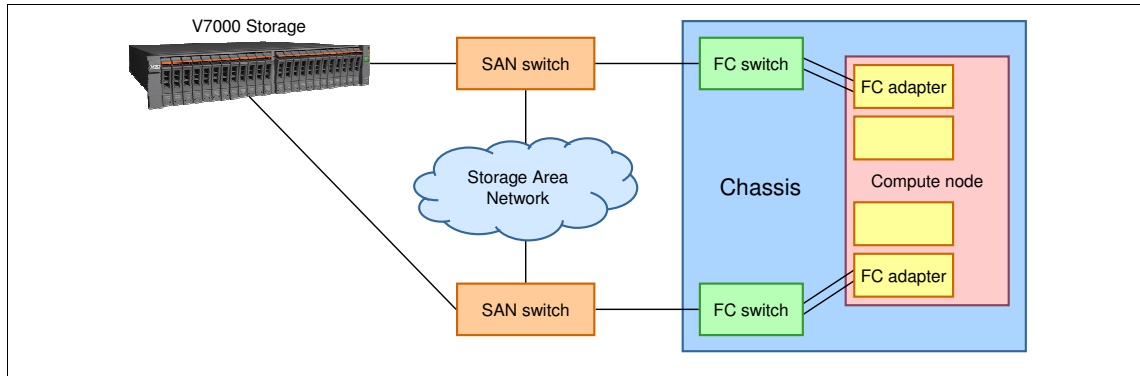 V7000 Storage
SAN switch
FC switch
FC adapter
Storage Area
Network
Chassis
Compute node
SAN switch
FC switch
FC adapter